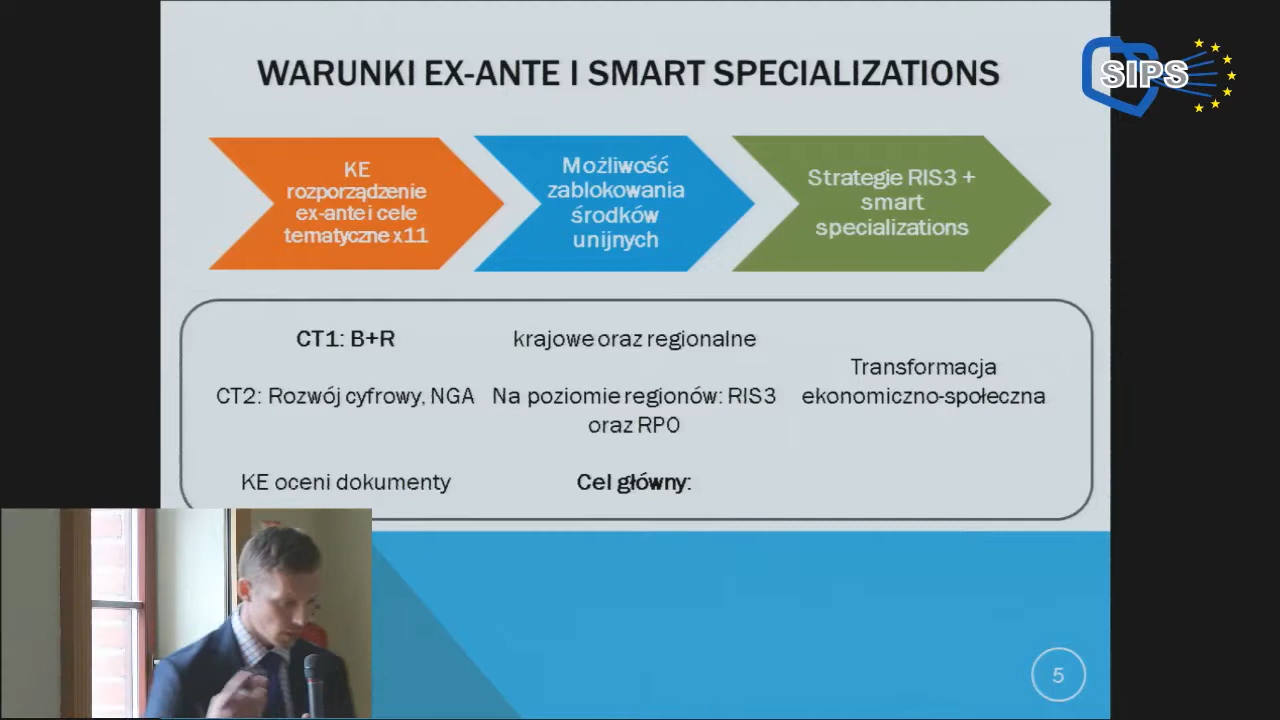 WARUNKI EX-ANTE I SMART SPECIALIZATIONS
SIPS
KE
rozporządzenie
ex-ante i cele
tematyczne x11
Możliwość
zablokowania
środków
unijnych
Strategie RIS3 +
smart
specializations
CT1: B+R
CT2: Rozwój cyfrowy, NGA
KE oceni dokumenty
krajowe oraz regionalne
Na poziomie regionów: RIS3
oraz RPO
Cel główny:
Transformacja
ekonomiczno-społeczna
5